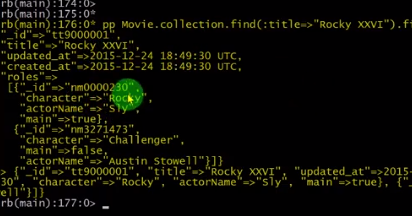 rb(main):174:0>
rb(main):175:0*
rb(main):176:0* pp Movie.collection.find(:title=>"Rocky XXVI").fi
"_id"=>"tt9000001",
"title"=>"Rocky XXVI",
"updated_at"=>2015-12-24 18:49:30 UTC,
"created_at"=>2015-12-24 18:49:30 UTC,
"roles"=>
[{"_id"=>"nm0000230",
"character"=>"Rocky",
"actorName"=>"Sly",
"main"=>true},
{"_id"=>"nm3271473",
"character"=>"Challenger",
"main"=>false,
"actorName"=>"Austin Stowell"}]}
> {"_id"=>"tt9000001", "title"=>"Rocky XXVI", "updated_at"=>2015-
30", "character"=>"Rocky", "actorName"=>"Sly", "main"=>true}, {"_
ell"}]}
rb(main):177:0>